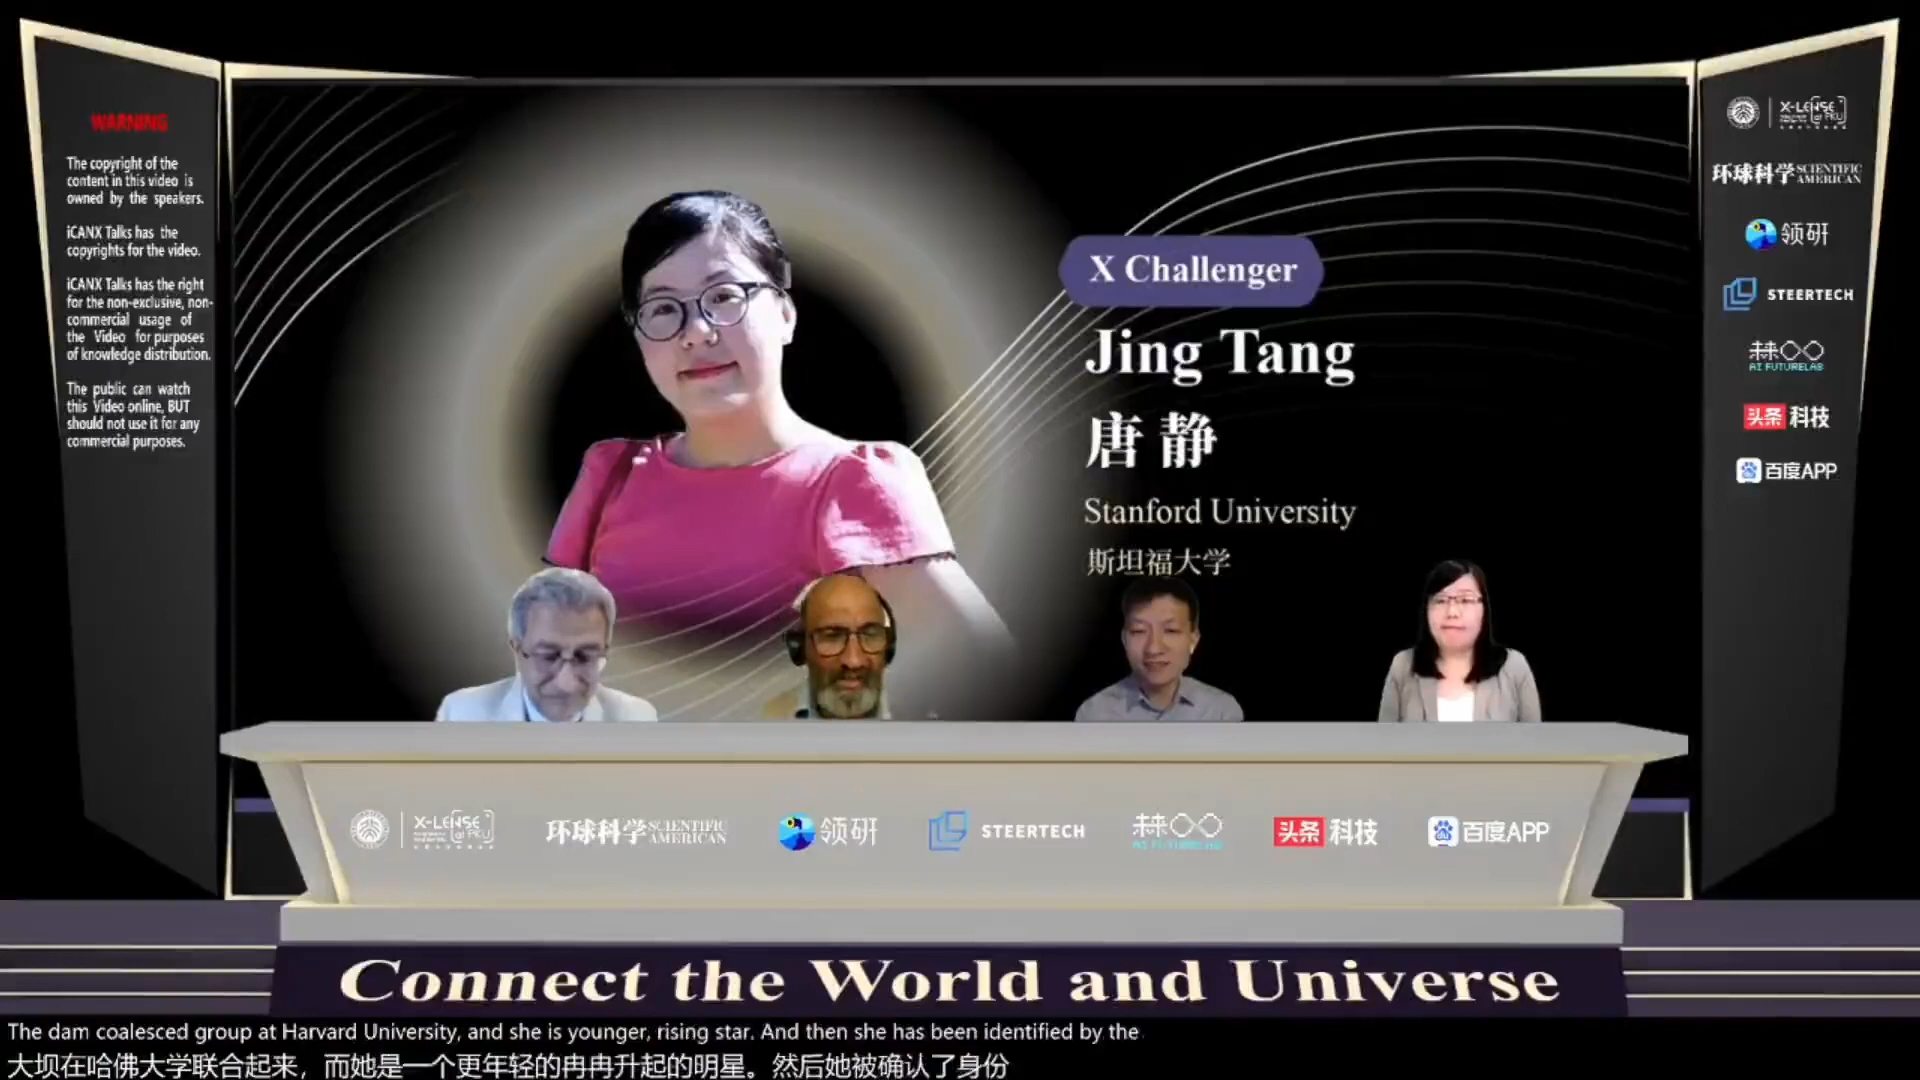 WARNING
The copyright of the
content in this video is
owned by the speakers.
iCANX Talks has the
copyrights for the video.
iCANX Talks has the right
for the non-exclusive, non-
commercial usage of
the Video for purposes
of knowledge distribution.
The public can watch
this Video online, BUT
should not use it for any
commercial purposes.
X Challenger
Jing Tang
唐 静
Stanford University
斯坦福大学
X-LENSE
at PKU
环球科学 SCIENTIFIC
AMERICAN
领研
STEERTECH
AI FUTURELAB
头条 科技
百度APP
X-LENSE
at PKU
环球科学 SCIENTIFIC
AMERICAN
领研
STEERTECH
AI FUTURELAB
头条 科技
百度APP
Connect the World and Universe
The dam coalesced group at Harvard University, and she is younger, rising star. And then she has been identified by the
大坝在哈佛大学联合起来，而她是一个更年轻的冉冉升起的明星。然后她被确认了身份